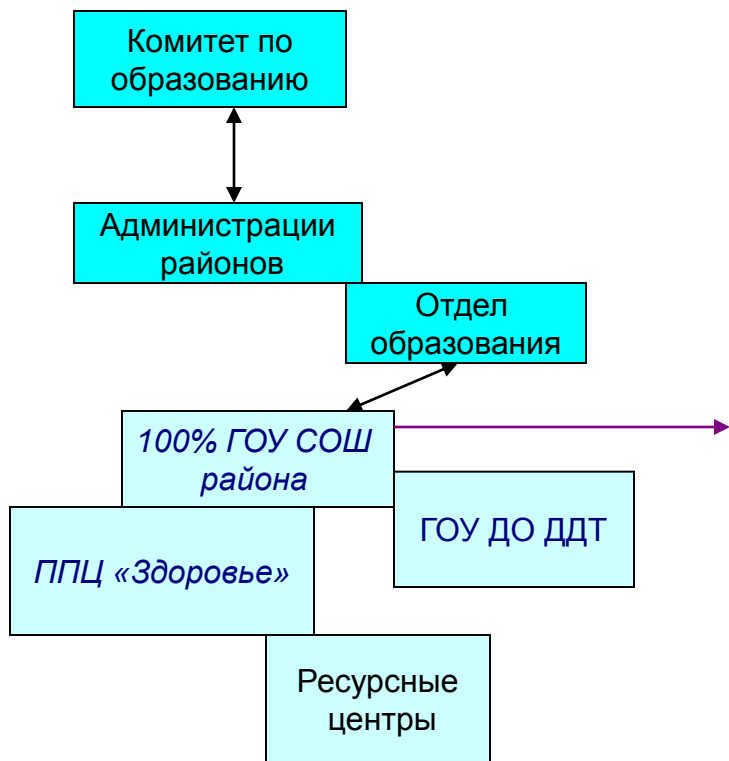 Комитет по
образованию
Администрации
районов
Отдел
образования
100% ГОУ СОШ
района
ГОУ ДО ДДТ
ППЦ «Здоровье»
Ресурсные
центры